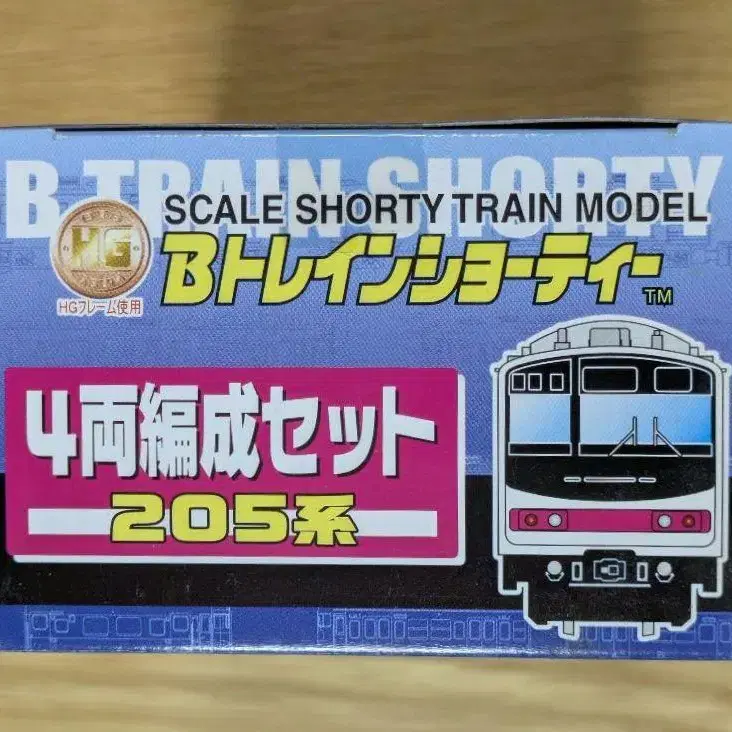 B TRAIN SHORTY
SCALE SHORTY TRAIN MODEL
HG
Bトレインショーティー TM
HGフレーム使用
4両編成セット
205系